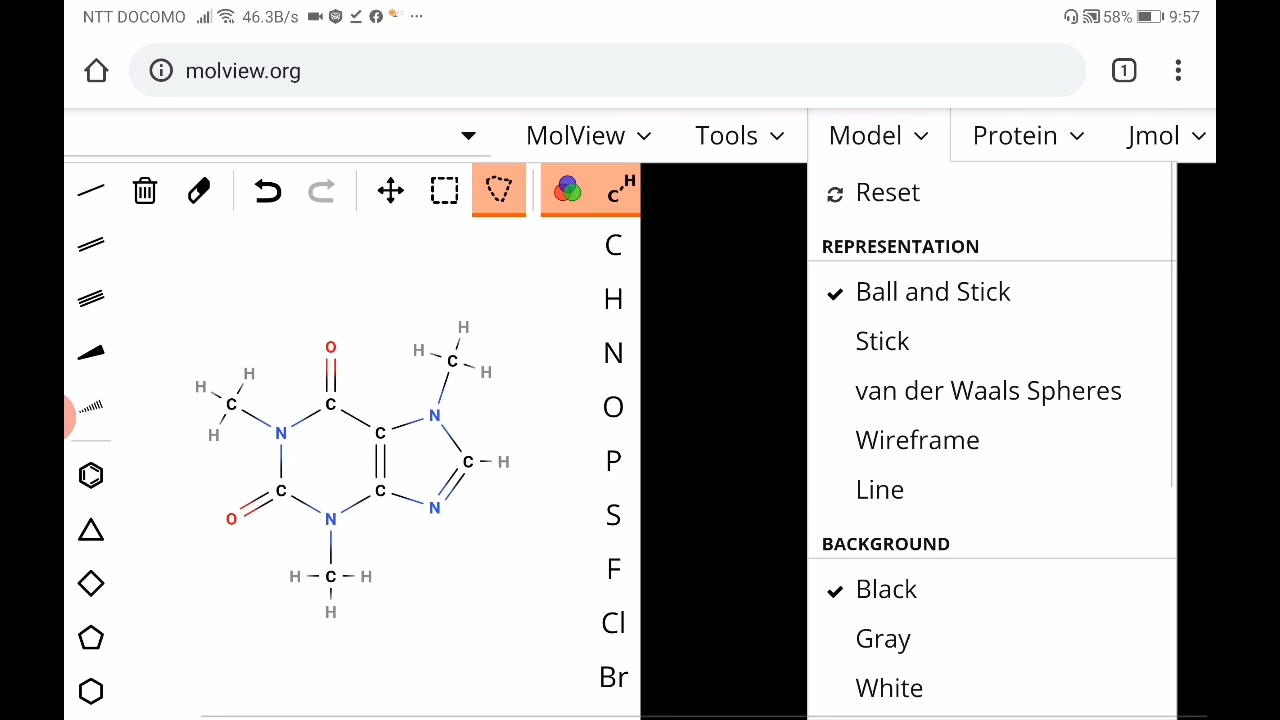 NTT DOCOMO 46.3B/s ··· 58% 9:57
molview.org 1
MolView Tools Model Protein Jmol
C H
Reset
C
REPRESENTATION
H
Ball and Stick
N
Stick
O
van der Waals Spheres
P
Wireframe
S
Line
BACKGROUND
F
Black
Cl
Gray
Br
White
H
O H
H C H
H
H C
C
H N
N C C H
C C
O N N
H C H
H